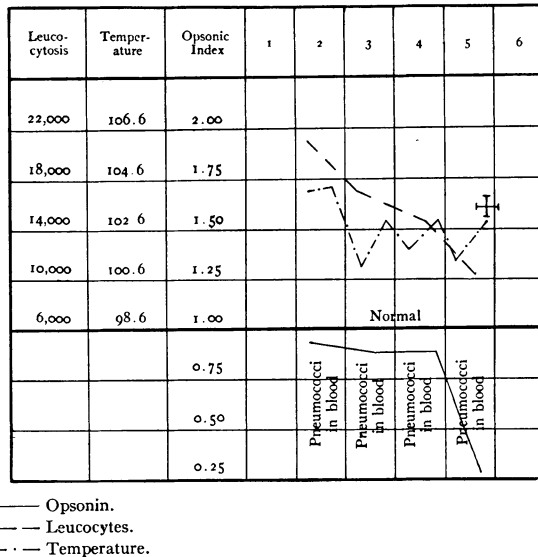 Leuco-
cytosis
Temper-
ature
Opsonic
Index
1
2
3
4
5
6
22,000
106.6
2.00
18,000
104.6
1.75
14,000
102 6
1.50
10,000
100.6
1.25
6,000
98.6
1.00
Normal
0.75
0.50
0.25
Pneumococci
in blood
Pneumococci
in blood
Pneumococci
in blood
Pneumococci
in blood
Opsonin.
Leucocytes.
Temperature.